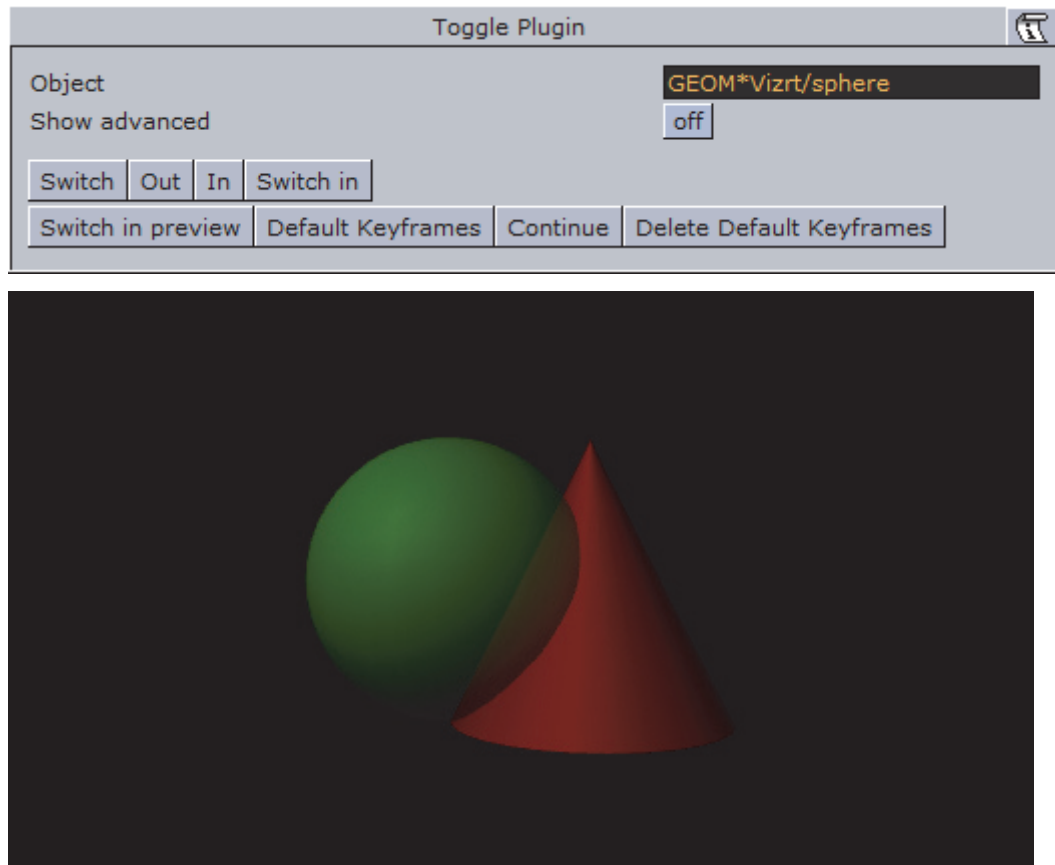 Toggle Plugin
Object GEOM*Vizrt/sphere
Show advanced off
Switch Out In Switch in
Switch in preview Default Keyframes Continue Delete Default Keyframes